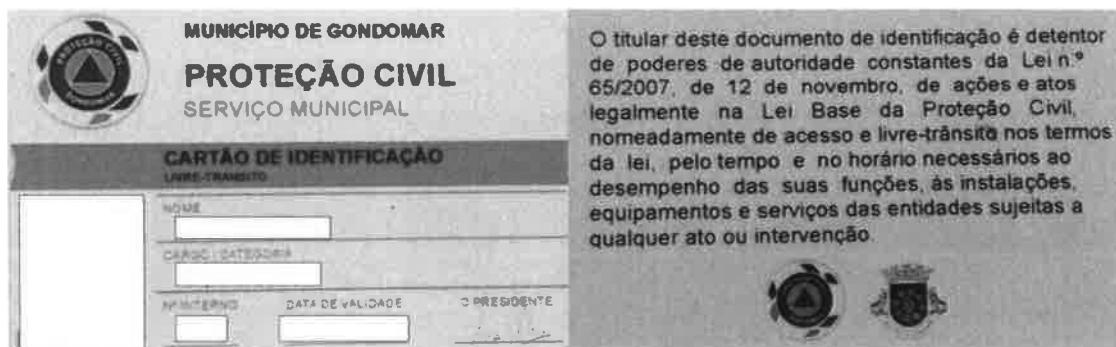 PROTEÇÃO CIVIL
GONDOMAR
MUNICÍPIO DE GONDOMAR
PROTEÇÃO CIVIL
SERVIÇO MUNICIPAL
CARTÃO DE IDENTIFICAÇÃO
LIVRE-TRANSITO
NOME
CARGO / CATEGORIA
Nº INTERNO
DATA DE VALIDADE
O PRESIDENTE
O titular deste documento de identificação é detentor
de poderes de autoridade constantes da Lei n.º
65/2007, de 12 de novembro, de ações e atos
legalmente na Lei Base da Proteção Civil,
nomeadamente de acesso e livre-trânsito nos termos
da lei, pelo tempo e no horário necessários ao
desempenho das suas funções, às instalações,
equipamentos e serviços das entidades sujeitas a
qualquer ato ou intervenção.